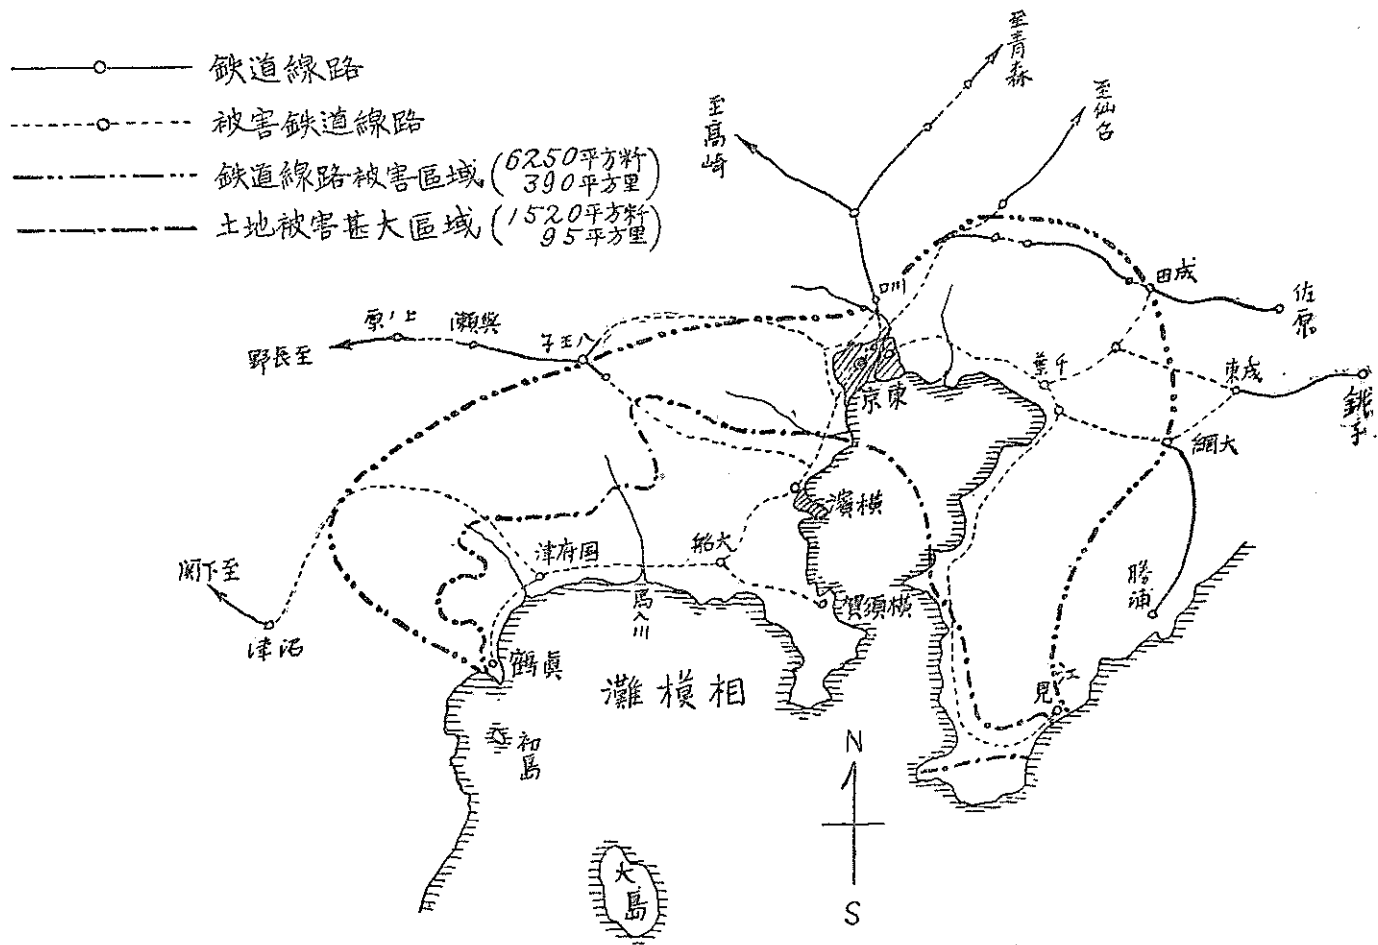 鉄道線路
被害鉄道線路
鉄道線路被害區域(6250平方粁
390平方里)
土地被害甚大區域(1520平方粁
95平方里)
至青森
至仙台
至高崎
川口
成田
佐原
上ノ原
與瀬
八王子
至長野
東京
千葉
成東
銚子
大網
横濱
大船
国府津
馬入川
横須賀
勝浦
至下関
沼津
眞鶴
相模灘
江見
初島
大島
N
S